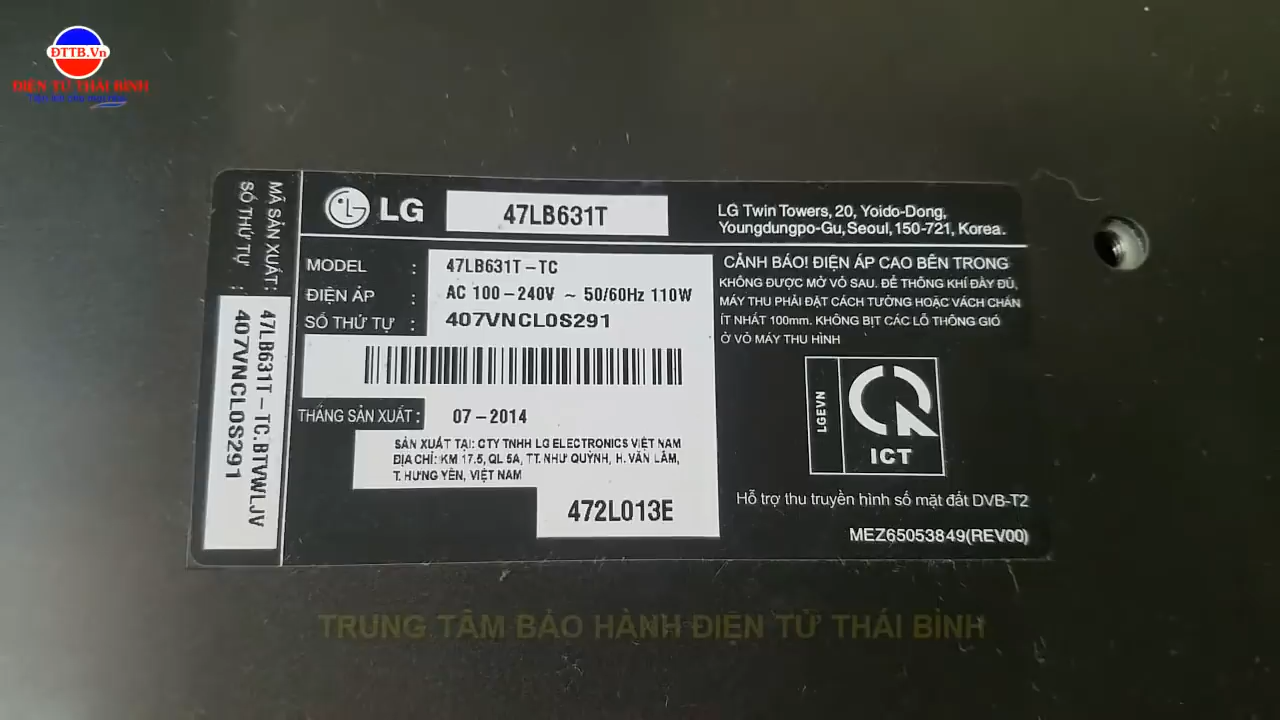 ĐTTB.Vn
ĐIỆN TỬ THÁI BÌNH
MÃ SẢN XUẤT:
SỐ THỨ TỰ :
47LB631T-TC.BTVWLJV
407VNCL0S291
LG
47LB631T
LG Twin Towers, 20, Yoido-Dong,
Youngdungpo-Gu, Seoul, 150-721, Korea.
MODEL : 47LB631T-TC
ĐIỆN ÁP : AC 100-240V ~ 50/60Hz 110W
SỐ THỨ TỰ : 407VNCL0S291
THÁNG SẢN XUẤT : 07-2014
SẢN XUẤT TẠI: CTY TNHH LG ELECTRONICS VIỆT NAM
ĐỊA CHỈ: KM 17.5, QL 5A, TT. NHƯ QUỲNH, H. VĂN LÂM,
T. HƯNG YÊN, VIỆT NAM
472L013E
CẢNH BÁO! ĐIỆN ÁP CAO BÊN TRONG
KHÔNG ĐƯỢC MỞ VỎ SAU. ĐỂ THÔNG KHÍ ĐẦY ĐỦ,
MÁY THU PHẢI ĐẶT CÁCH TƯỜNG HOẶC VÁCH CHẮN
ÍT NHẤT 100mm. KHÔNG BỊT CÁC LỖ THÔNG GIÓ
Ở VỎ MÁY THU HÌNH
LGEVN
ICT
Hỗ trợ thu truyền hình số mặt đất DVB-T2
MEZ65053849(REV00)
TRUNG TÂM BẢO HÀNH ĐIỆN TỬ THÁI BÌNH